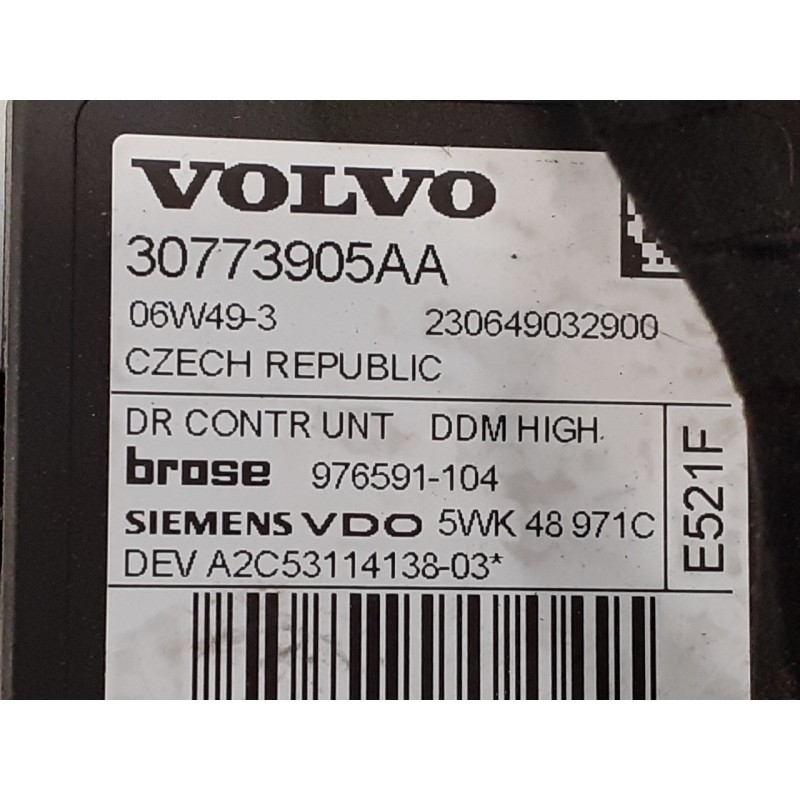 VOLVO
30773905AA
06W49-3 230649032900
CZECH REPUBLIC
DR CONTR UNT DDM HIGH.
brose 976591-104
SIEMENS VDO 5WK 48 971C
DEV A2C53114138-03*
E521F